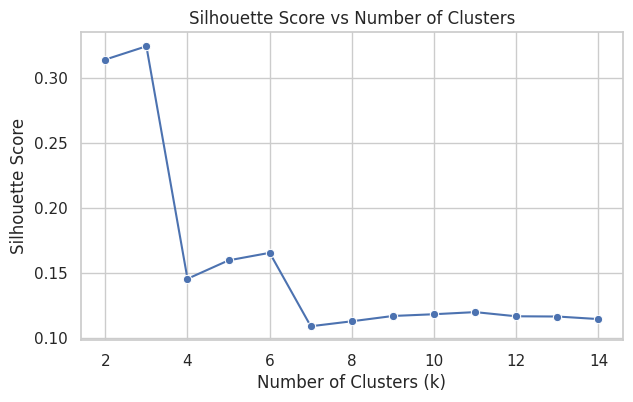 Silhouette Score vs Number of Clusters
Silhouette Score
0.30
0.25
0.20
0.15
0.10
2 4 6 8 10 12 14
Number of Clusters (k)